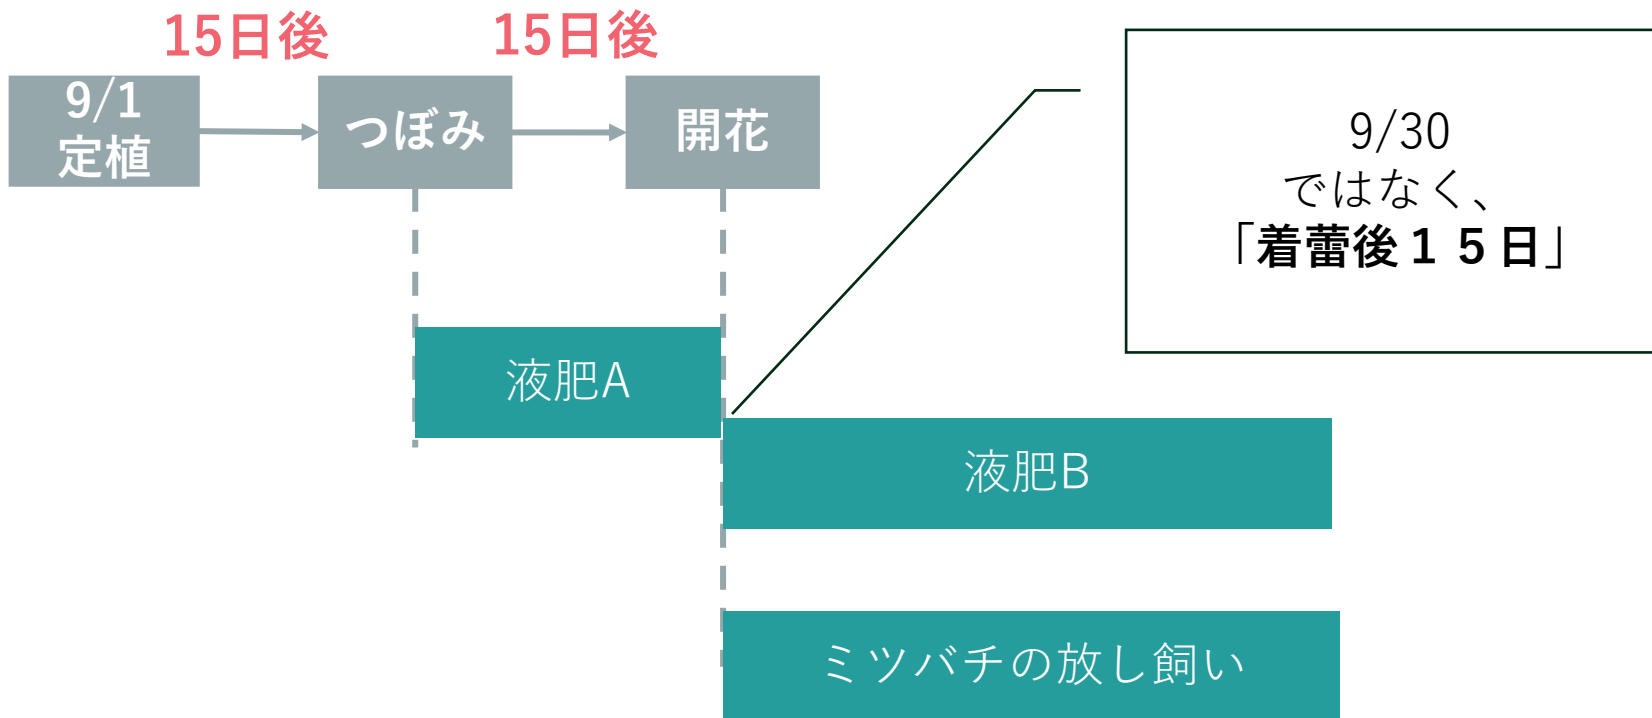 15日後
15日後
9/1
定植
つぼみ
開花
9/30
ではなく、
「着蕾後１５日」
液肥A
液肥B
ミツバチの放し飼い